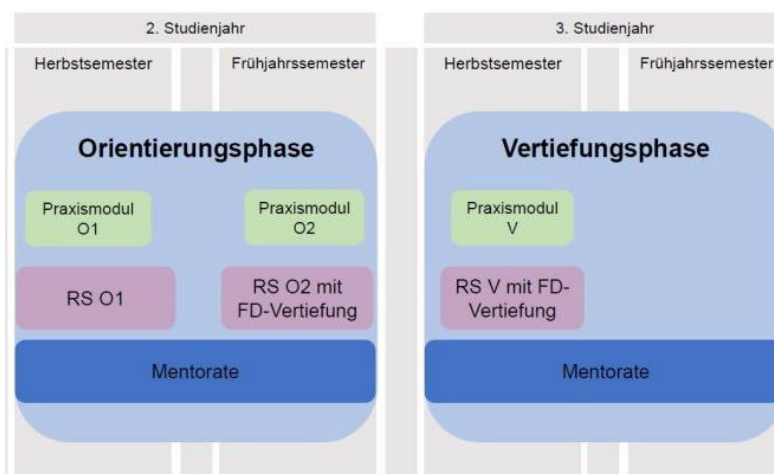 2. Studienjahr
3. Studienjahr
Herbstsemester
Frühjahrssemester
Herbstsemester
Frühjahrssemester
Orientierungsphase
Vertiefungsphase
Praxismodul
O1
Praxismodul
O2
Praxismodul
V
RS O1
RS O2 mit
FD-Vertiefung
RS V mit FD-
Vertiefung
Mentorate
Mentorate